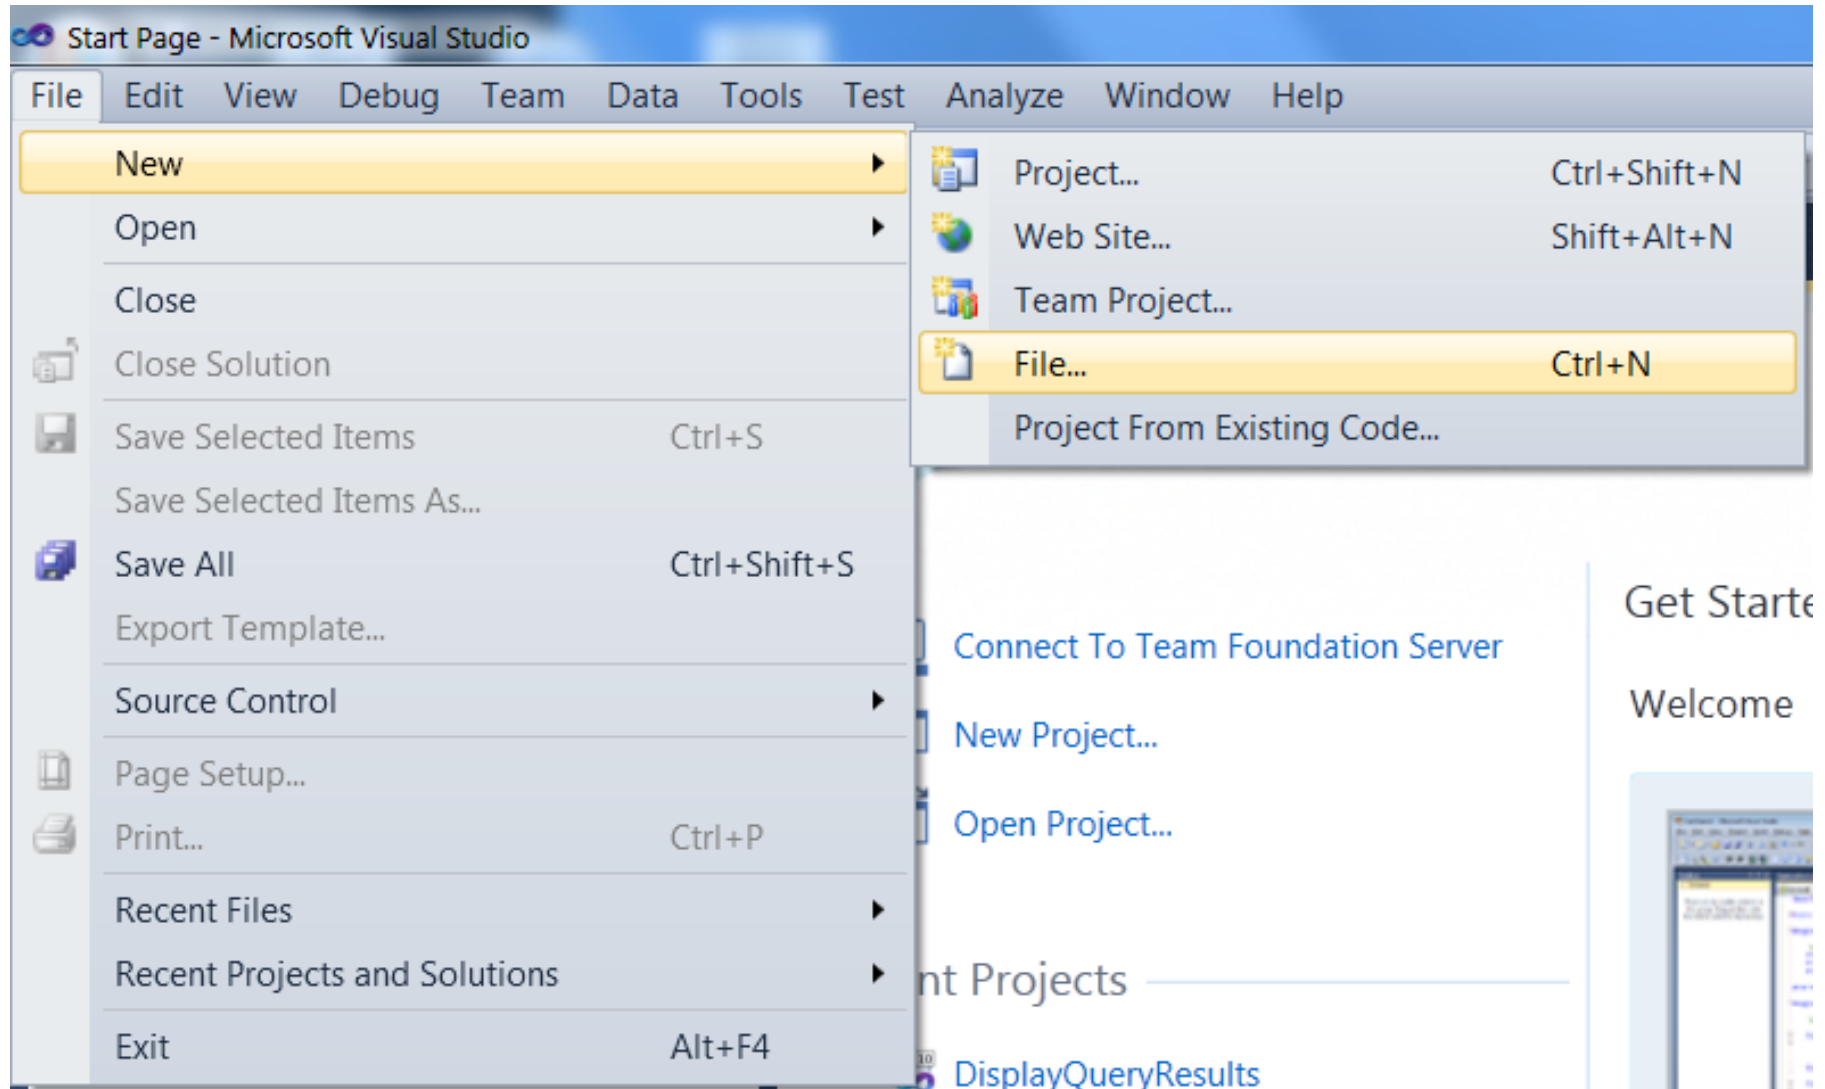 Start Page - Microsoft Visual Studio
File Edit View Debug Team Data Tools Test Analyze Window Help
New
Open
Close
Close Solution
Save Selected Items Ctrl+S
Save Selected Items As...
Save All Ctrl+Shift+S
Export Template...
Source Control
Page Setup...
Print... Ctrl+P
Recent Files
Recent Projects and Solutions
Exit Alt+F4
Project... Ctrl+Shift+N
Web Site... Shift+Alt+N
Team Project...
File... Ctrl+N
Project From Existing Code...
Connect To Team Foundation Server
New Project...
Open Project...
nt Projects
DisplayQueryResults
Get Starte
Welcome